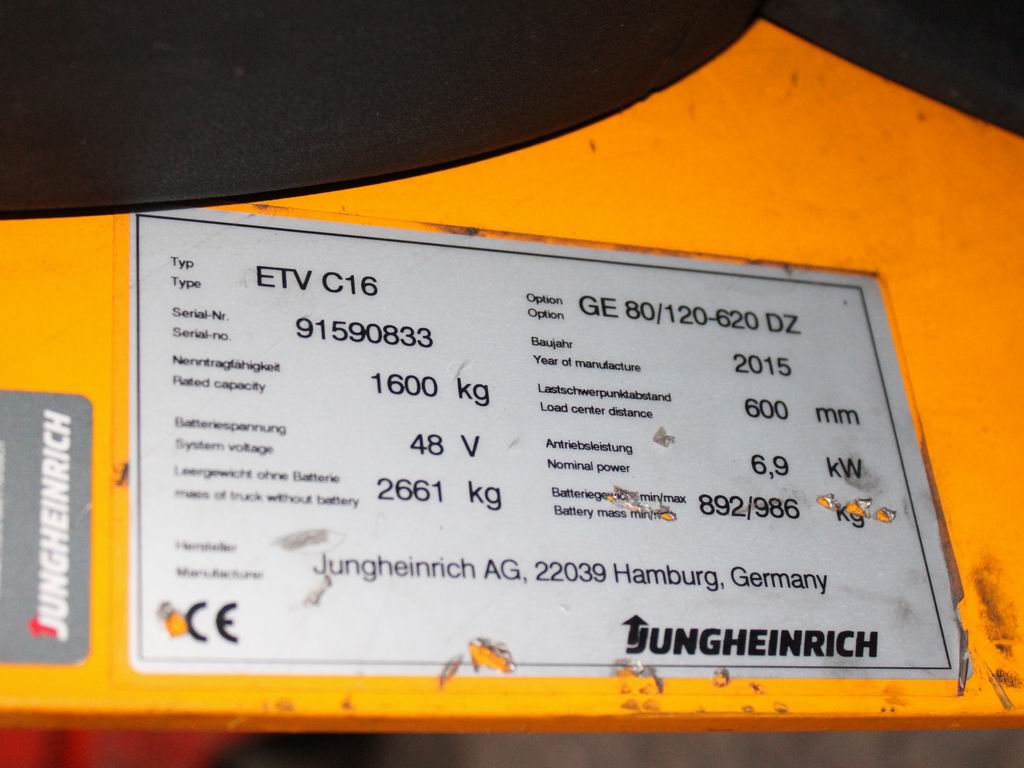 Typ
Type
ETV C16
Serial-Nr.
Serial-no.
91590833
Nenntragfähigkeit
Rated capacity
1600 kg
Batteriespannung
System voltage
48 V
Leergewicht ohne Batterie
mass of truck without battery
2661 kg
Option
Option
GE 80/120-620 DZ
Baujahr
Year of manufacture
2015
Lastschwerpunktabstand
Load center distance
600 mm
Antriebsleistung
Nominal power
6,9 kW
min/max
Battery mass
892/986 kg
Hersteller
Manufacturer
Jungheinrich AG, 22039 Hamburg, Germany
CE
JUNGHEINRICH
JUNGHEINRICH